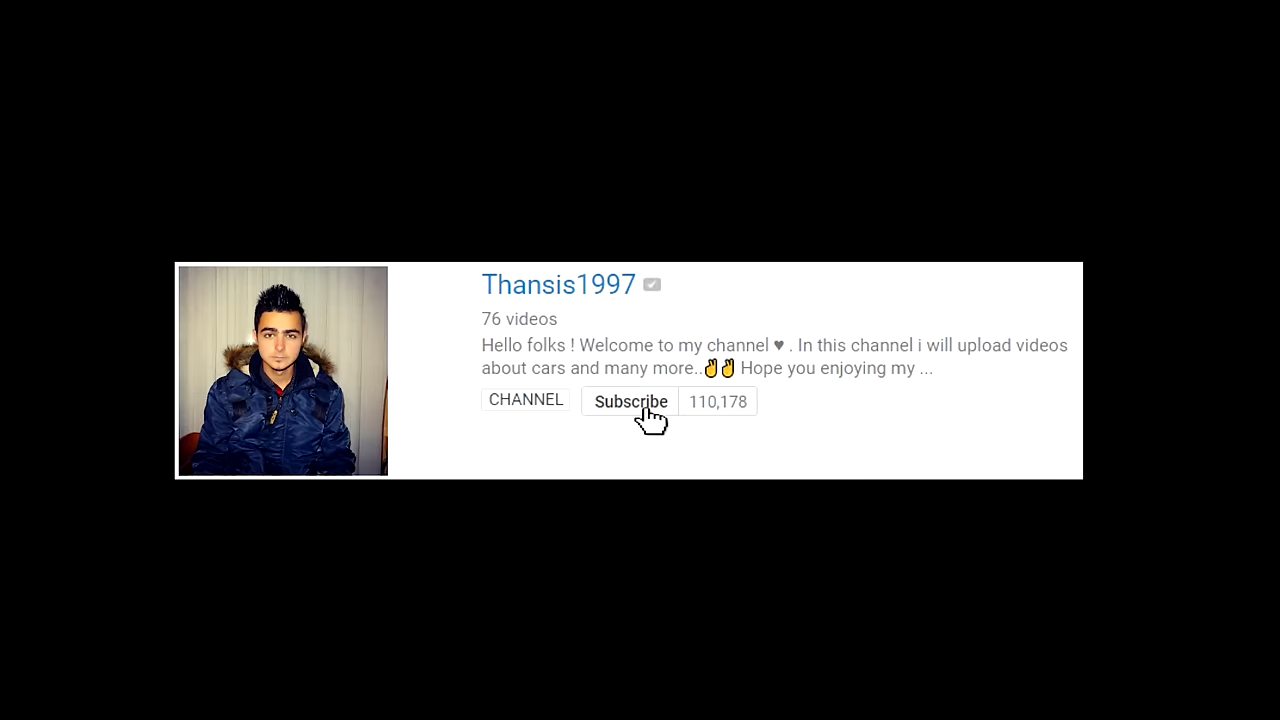 Thansis1997
76 videos
Hello folks ! Welcome to my channel ♥ . In this channel i will upload videos
about cars and many more..✌✌ Hope you enjoying my ...
CHANNEL Subscribe 110,178